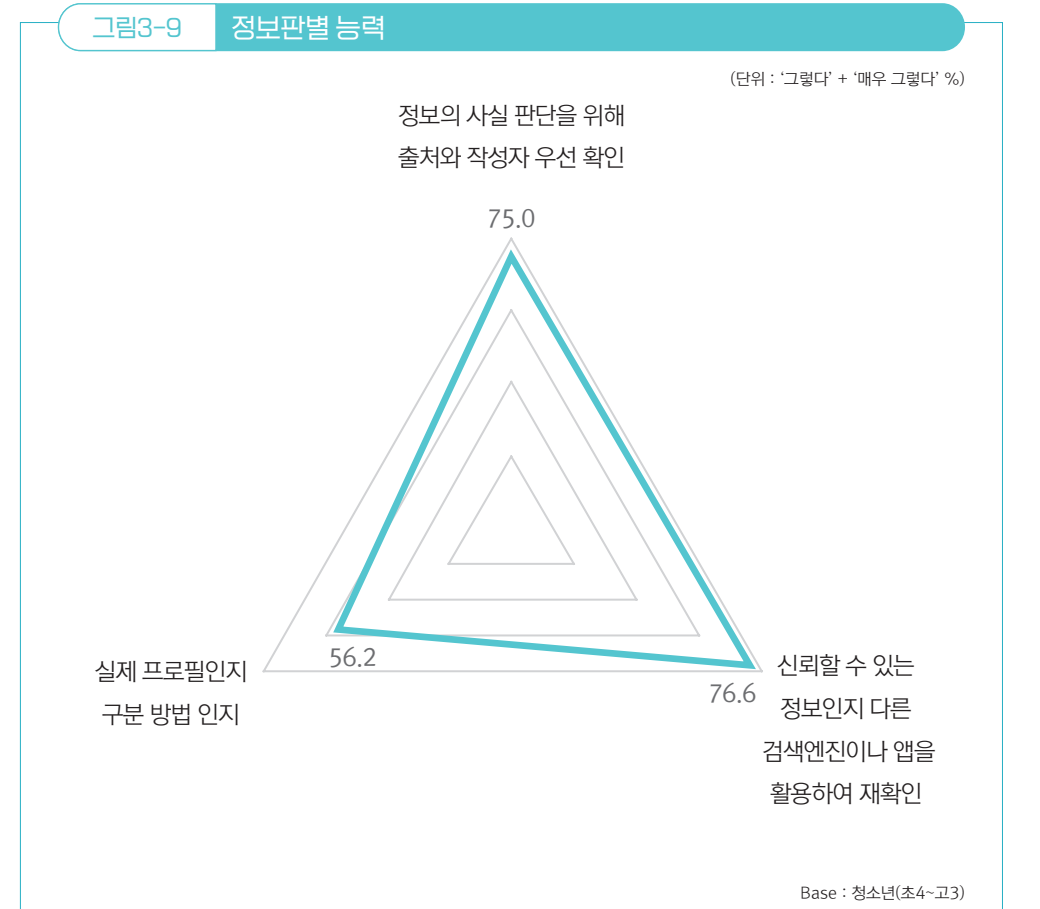 그림3-9 정보판별 능력
(단위 : ‘그렇다’ + ‘매우 그렇다’ %)
정보의 사실 판단을 위해
출처와 작성자 우선 확인
75.0
56.2
실제 프로필인지
구분 방법 인지
76.6
신뢰할 수 있는
정보인지 다른
검색엔진이나 앱을
활용하여 재확인
Base : 청소년(초4~고3)